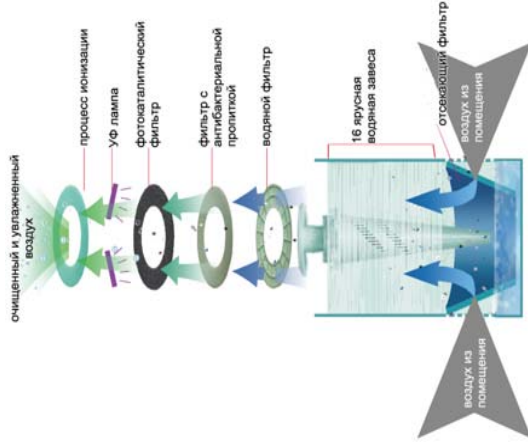 очищенный и увлажненный
воздух
процесс ионизации
УФ лампа
фотокаталитический
фильтр
фильтр с
антибактериальной
пропиткой
водяной фильтр
16 ярусная
водяная завеса
отсекающий фильтр
воздух из
помещения
воздух из
помещения